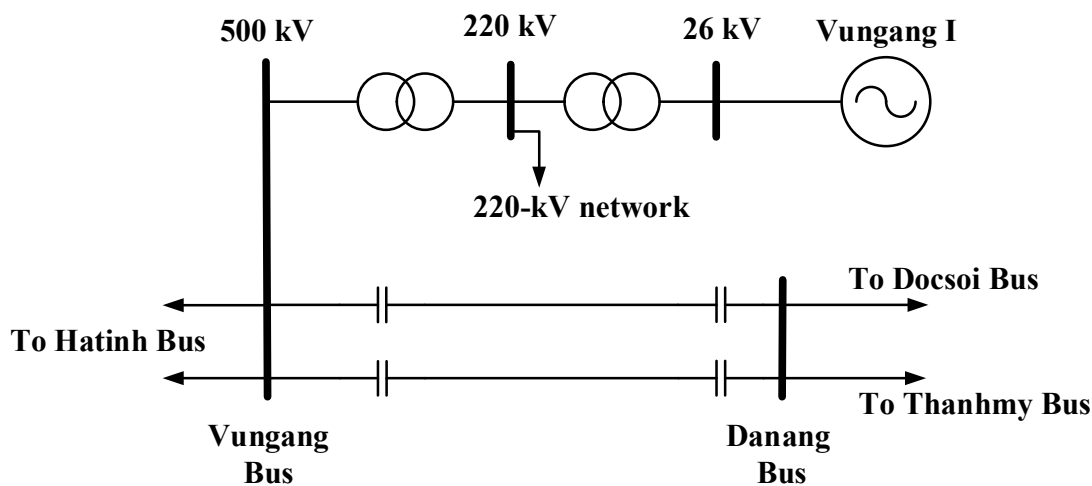 500 kV
220 kV
26 kV
Vungang I
220-kV network
To Docsoi Bus
To Hatinh Bus
To Thanhmy Bus
Vungang
Bus
Danang
Bus